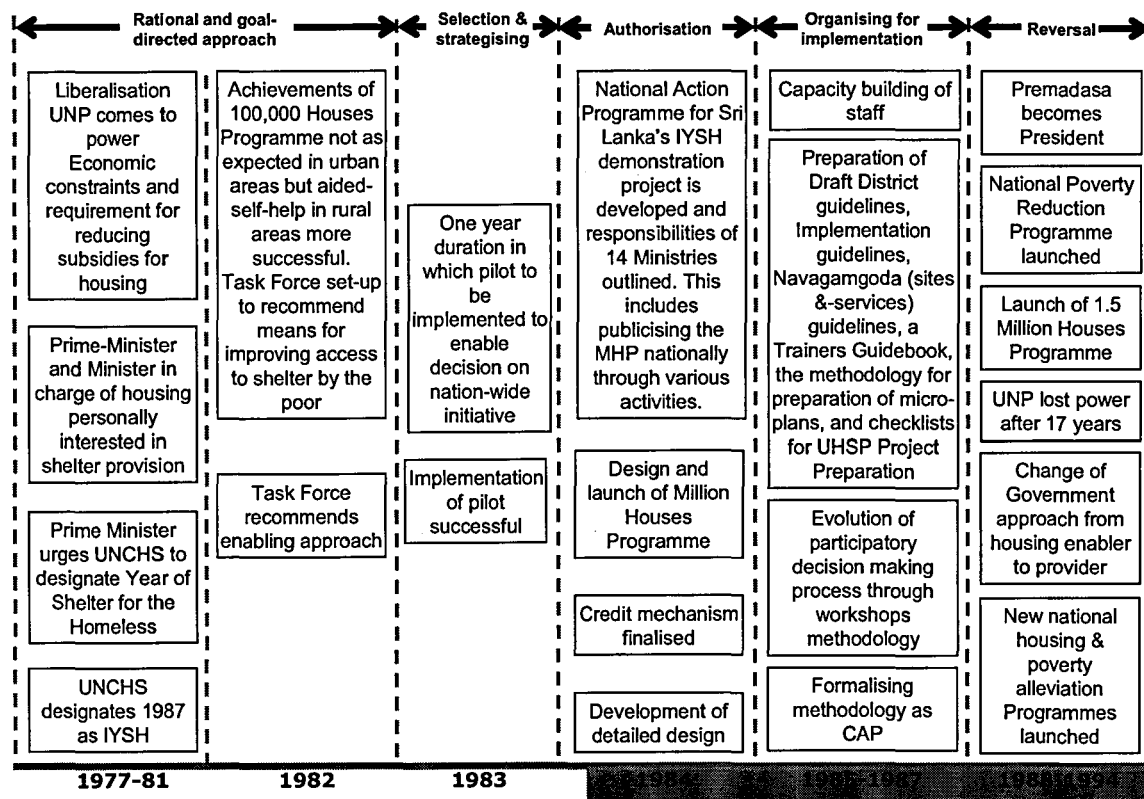 Rational and goal-
directed approach
Selection &
strategising
Authorisation
Organising for
implementation
Reversal
Liberalisation
UNP comes to
power
Economic
constraints and
requirement for
reducing
subsidies for
housing
Prime-Minister
and Minister in
charge of housing
personally
interested in
shelter provision
Prime Minister
urges UNCHS to
designate Year of
Shelter for the
Homeless
UNCHS
designates 1987
as IYSH
Achievements of
100,000 Houses
Programme not as
expected in urban
areas but aided-
self-help in rural
areas more
successful.
Task Force set-up
to recommend
means for
improving access
to shelter by the
poor
Task Force
recommends
enabling approach
One year
duration in
which pilot to
be
implemented to
enable
decision on
nation-wide
initiative
Implementation
of pilot
successful
National Action
Programme for Sri
Lanka's IYSH
demonstration
project is
developed and
responsibilities of
14 Ministries
outlined. This
includes
publicising the
MHP nationally
through various
activities.
Design and
launch of Million
Houses
Programme
Credit mechanism
finalised
Development of
detailed design
Capacity building of
staff
Preparation of
Draft District
guidelines,
Implementation
guidelines,
Navagamgoda (sites
&-services)
guidelines, a
Trainers Guidebook,
the methodology for
preparation of micro-
plans, and checklists
for UHSP Project
Preparation
Evolution of
participatory
decision making
process through
workshops
methodology
Formalising
methodology as
CAP
Premadasa
becomes
President
National Poverty
Reduction
Programme
launched
Launch of 1.5
Million Houses
Programme
UNP lost power
after 17 years
Change of
Government
approach from
housing enabler
to provider
New national
housing &
poverty
alleviation
Programmes
launched
1977-81
1982
1983
1984
1985-1987
1988-1994